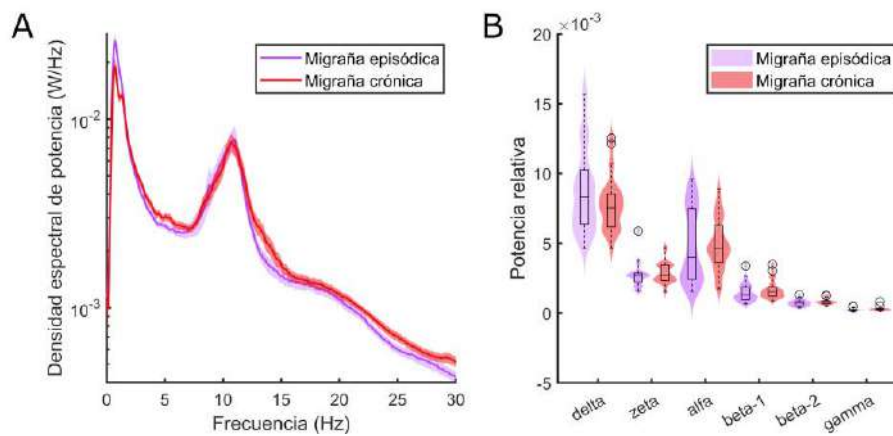 A
Densidad espectral de potencia (W/Hz)
10⁻²
10⁻³
Migraña episódica
Migraña crónica
0 5 10 15 20 25 30
Frecuencia (Hz)
B
×10⁻³
Potencia relativa
20
15
10
5
0
-5
Migraña episódica
Migraña crónica
delta zeta alfa beta-1 beta-2 gamma